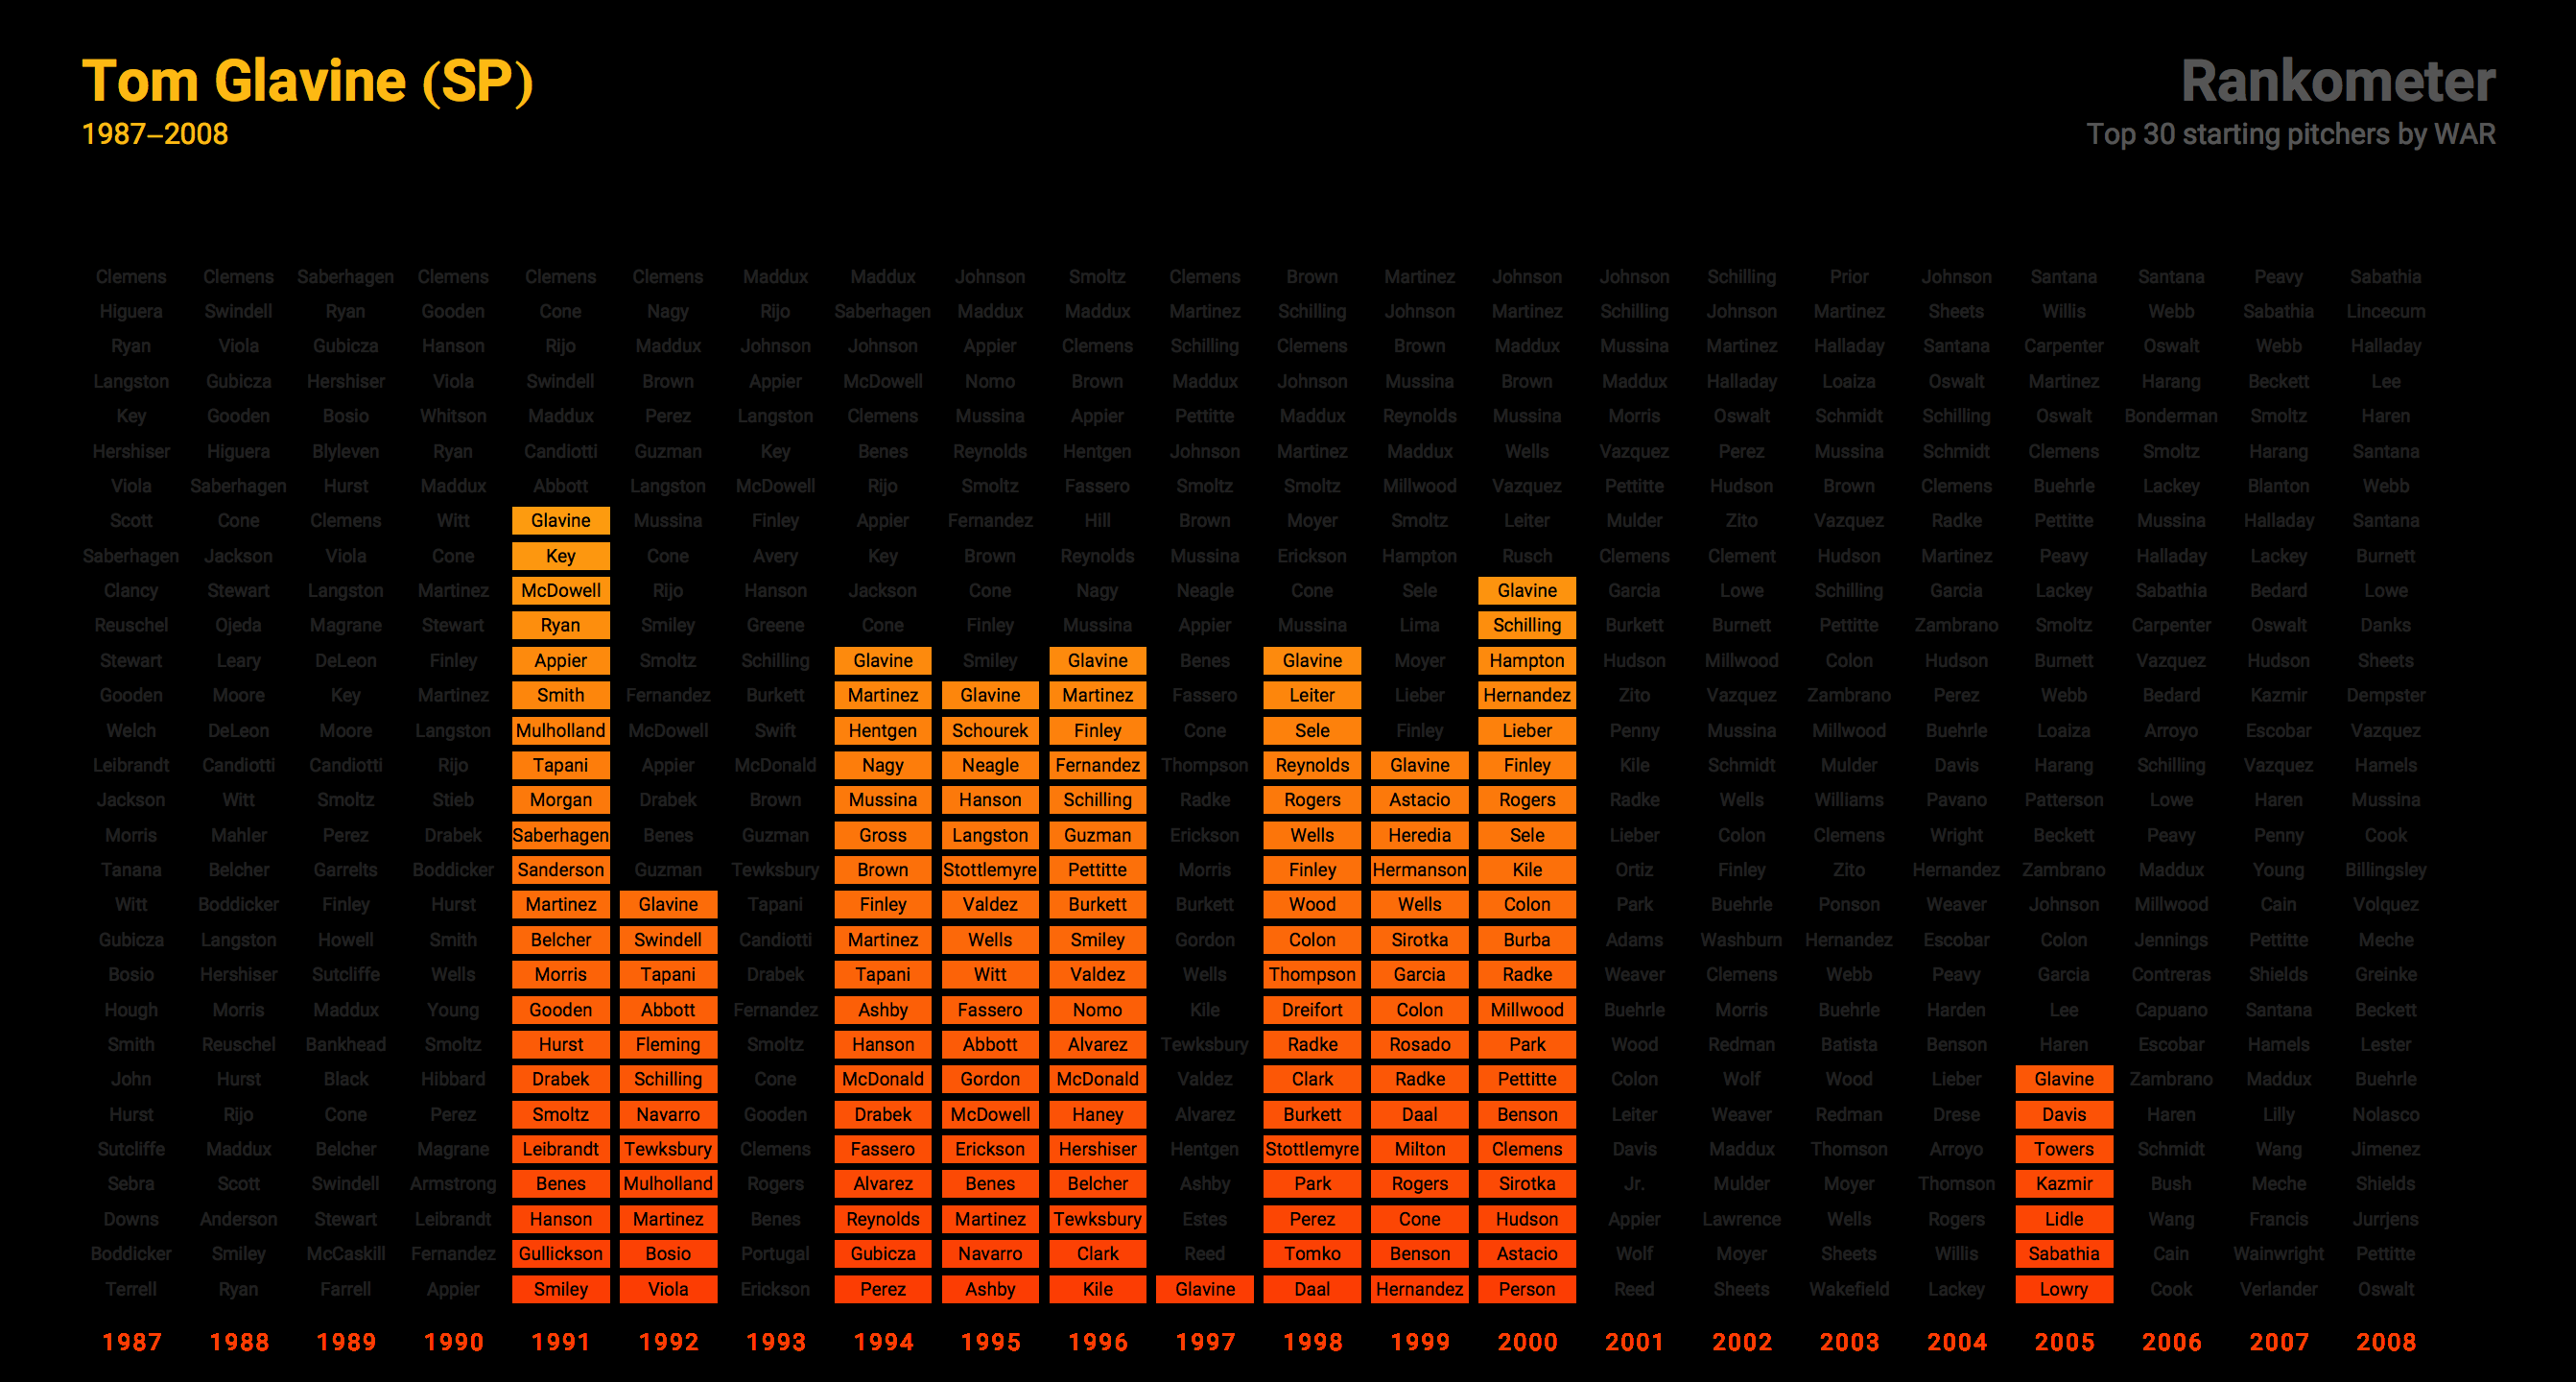 Tom Glavine (SP)
1987–2008
Rankometer
Top 30 starting pitchers by WAR
Clemens Clemens Saberhagen Clemens Clemens Clemens Maddux Maddux Johnson Smoltz Clemens Brown Martinez Johnson Johnson Schilling Prior Johnson Santana Santana Peavy Sabathia
Higuera Swindell Ryan Gooden Cone Nagy Rijo Saberhagen Maddux Maddux Martinez Schilling Johnson Martinez Schilling Johnson Martinez Sheets Willis Webb Sabathia Lincecum
Ryan Viola Gubicza Hanson Rijo Maddux Johnson Johnson Appier Clemens Schilling Clemens Brown Maddux Mussina Martinez Halladay Santana Carpenter Oswalt Webb Halladay
Langston Gubicza Hershiser Viola Swindell Brown Appier McDowell Nomo Brown Maddux Johnson Mussina Brown Maddux Halladay Loaiza Oswalt Martinez Harang Beckett Lee
Key Gooden Bosio Whitson Maddux Perez Langston Clemens Mussina Appier Pettitte Maddux Reynolds Mussina Morris Oswalt Schmidt Schilling Oswalt Bonderman Smoltz Haren
Hershiser Higuera Blyleven Ryan Candiotti Guzman Key Benes Reynolds Hentgen Johnson Martinez Maddux Wells Vazquez Perez Mussina Schmidt Clemens Smoltz Harang Santana
Viola Saberhagen Hurst Maddux Abbott Langston McDowell Rijo Smoltz Fassero Smoltz Smoltz Millwood Vazquez Pettitte Hudson Brown Clemens Buehrle Lackey Blanton Webb
Scott Cone Clemens Witt Glavine Mussina Finley Appier Fernandez Hill Brown Moyer Smoltz Leiter Mulder Zito Vazquez Radke Pettitte Mussina Halladay Santana
Saberhagen Jackson Viola Cone Key Cone Avery Key Brown Reynolds Mussina Erickson Hampton Rusch Clemens Clement Hudson Martinez Peavy Halladay Lackey Burnett
Clancy Stewart Langston Martinez McDowell Rijo Hanson Jackson Cone Nagy Neagle Cone Sele Glavine Garcia Lowe Schilling Garcia Lackey Sabathia Bedard Lowe
Reuschel Ojeda Magrane Stewart Ryan Smiley Greene Cone Finley Mussina Appier Mussina Lima Schilling Burkett Burnett Pettitte Zambrano Smoltz Carpenter Oswalt Danks
Stewart Leary DeLeon Finley Appier Smoltz Schilling Glavine Smiley Glavine Benes Glavine Moyer Hampton Hudson Millwood Colon Hudson Burnett Vazquez Hudson Sheets
Gooden Moore Key Martinez Smith Fernandez Burkett Martinez Glavine Martinez Fassero Leiter Lieber Hernandez Zito Vazquez Zambrano Perez Webb Bedard Kazmir Dempster
Welch DeLeon Moore Langston Mulholland McDowell Swift Hentgen Schourek Finley Cone Sele Finley Lieber Penny Mussina Millwood Buehrle Loaiza Arroyo Escobar Vazquez
Leibrandt Candiotti Candiotti Rijo Tapani Appier McDonald Nagy Neagle Fernandez Thompson Reynolds Glavine Finley Kile Schmidt Mulder Davis Harang Schilling Vazquez Hamels
Jackson Witt Smoltz Stieb Morgan Drabek Brown Mussina Hanson Schilling Radke Rogers Astacio Rogers Radke Wells Williams Pavano Patterson Lowe Haren Mussina
Morris Mahler Perez Drabek Saberhagen Benes Guzman Gross Langston Guzman Erickson Wells Heredia Sele Lieber Colon Clemens Wright Beckett Peavy Penny Cook
Tanana Belcher Garrelts Boddicker Sanderson Guzman Tewksbury Brown Stottlemyre Pettitte Morris Finley Hermanson Kile Ortiz Finley Zito Hernandez Zambrano Maddux Young Billingsley
Witt Boddicker Finley Hurst Martinez Glavine Tapani Finley Valdez Burkett Burkett Wood Wells Colon Park Buehrle Ponson Weaver Johnson Millwood Cain Volquez
Gubicza Langston Howell Smith Belcher Swindell Candiotti Martinez Wells Smiley Gordon Colon Sirotka Burba Adams Washburn Hernandez Escobar Colon Jennings Pettitte Meche
Bosio Hershiser Sutcliffe Wells Morris Tapani Drabek Tapani Witt Valdez Wells Thompson Garcia Radke Weaver Clemens Webb Peavy Garcia Contreras Shields Greinke
Hough Morris Maddux Young Gooden Abbott Fernandez Ashby Fassero Nomo Kile Dreifort Colon Millwood Buehrle Morris Buehrle Harden Lee Capuano Santana Beckett
Smith Reuschel Bankhead Smoltz Hurst Fleming Smoltz Hanson Abbott Alvarez Tewksbury Radke Rosado Park Wood Redman Batista Benson Haren Escobar Hamels Lester
John Hurst Black Hibbard Drabek Schilling Cone McDonald Gordon McDonald Valdez Clark Radke Pettitte Colon Wolf Wood Lieber Glavine Zambrano Maddux Buehrle
Hurst Rijo Cone Perez Smoltz Navarro Gooden Drabek McDowell Haney Alvarez Burkett Daal Benson Leiter Weaver Redman Drese Davis Haren Lilly Nolasco
Sutcliffe Maddux Belcher Magrane Leibrandt Tewksbury Clemens Fassero Erickson Hershiser Hentgen Stottlemyre Milton Clemens Davis Maddux Thomson Arroyo Towers Schmidt Wang Jimenez
Sebra Scott Swindell Armstrong Benes Mulholland Rogers Alvarez Benes Belcher Ashby Park Rogers Sirotka Jr. Mulder Moyer Thomson Kazmir Bush Meche Shields
Downs Anderson Stewart Leibrandt Hanson Martinez Benes Reynolds Martinez Tewksbury Estes Perez Cone Hudson Appier Lawrence Wells Rogers Lidle Wang Francis Jurrjens
Boddicker Smiley McCaskill Fernandez Gullickson Bosio Portugal Gubicza Navarro Clark Reed Tomko Benson Astacio Wolf Moyer Sheets Willis Sabathia Cain Wainwright Pettitte
Terrell Ryan Farrell Appier Smiley Viola Erickson Perez Ashby Kile Glavine Daal Hernandez Person Reed Sheets Wakefield Lackey Lowry Cook Verlander Oswalt
1987 1988 1989 1990 1991 1992 1993 1994 1995 1996 1997 1998 1999 2000 2001 2002 2003 2004 2005 2006 2007 2008